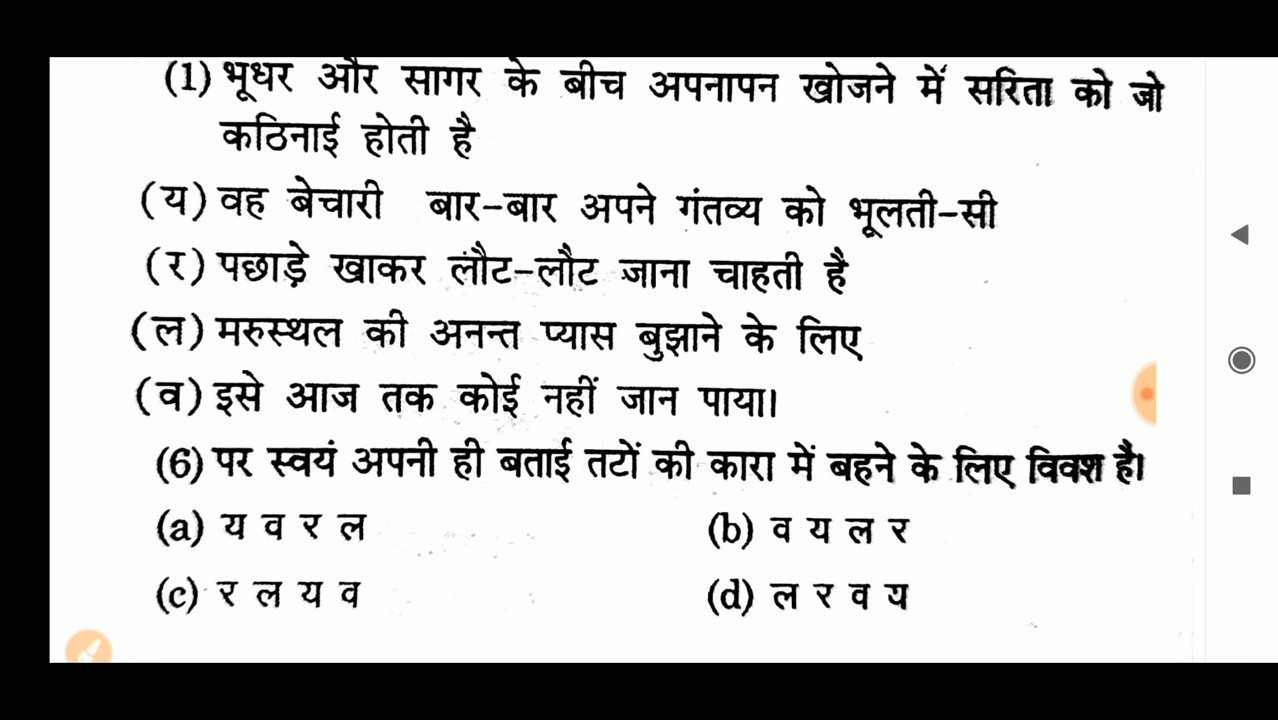 (1) भूधर और सागर के बीच अपनापन खोजने में सरिता को जो
कठिनाई होती है
(य) वह बेचारी बार-बार अपने गंतव्य को भूलती-सी
(र) पछाड़े खाकर लौट-लौट जाना चाहती है
(ल) मरुस्थल की अनन्त प्यास बुझाने के लिए
(व) इसे आज तक कोई नहीं जान पाया।
(6) पर स्वयं अपनी ही बताई तटों की कारा में बहने के लिए विवश है।
(a) य व र ल
(b) व य ल र
(c) र ल य व
(d) ल र व य